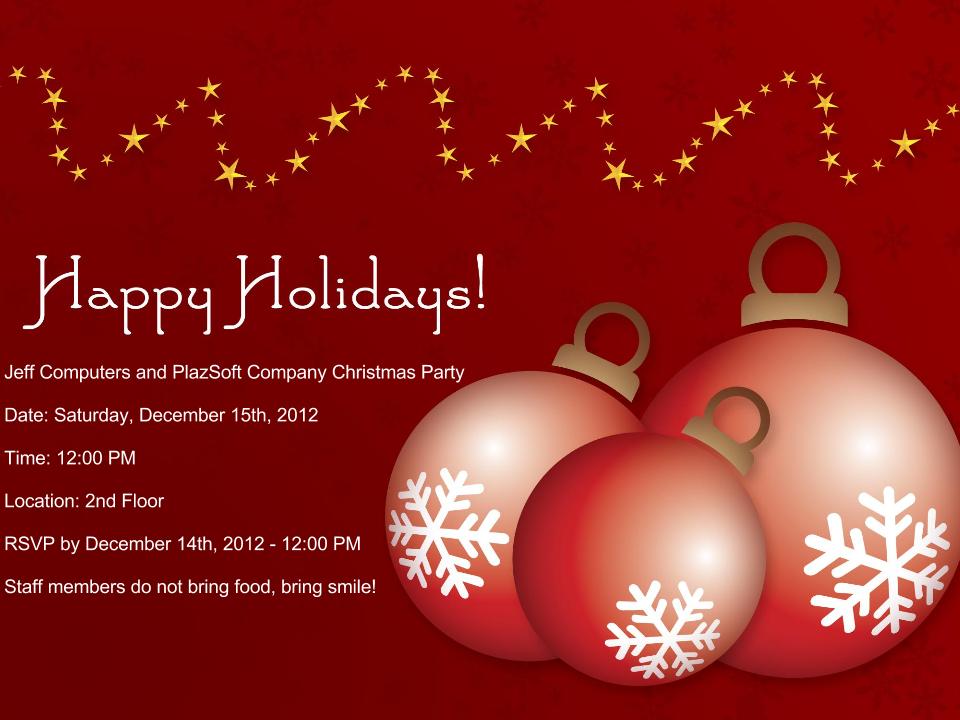 Happy Holidays!
Jeff Computers and PlazSoft Company Christmas Party
Date: Saturday, December 15th, 2012
Time: 12:00 PM
Location: 2nd Floor
RSVP by December 14th, 2012 - 12:00 PM
Staff members do not bring food, bring smile!